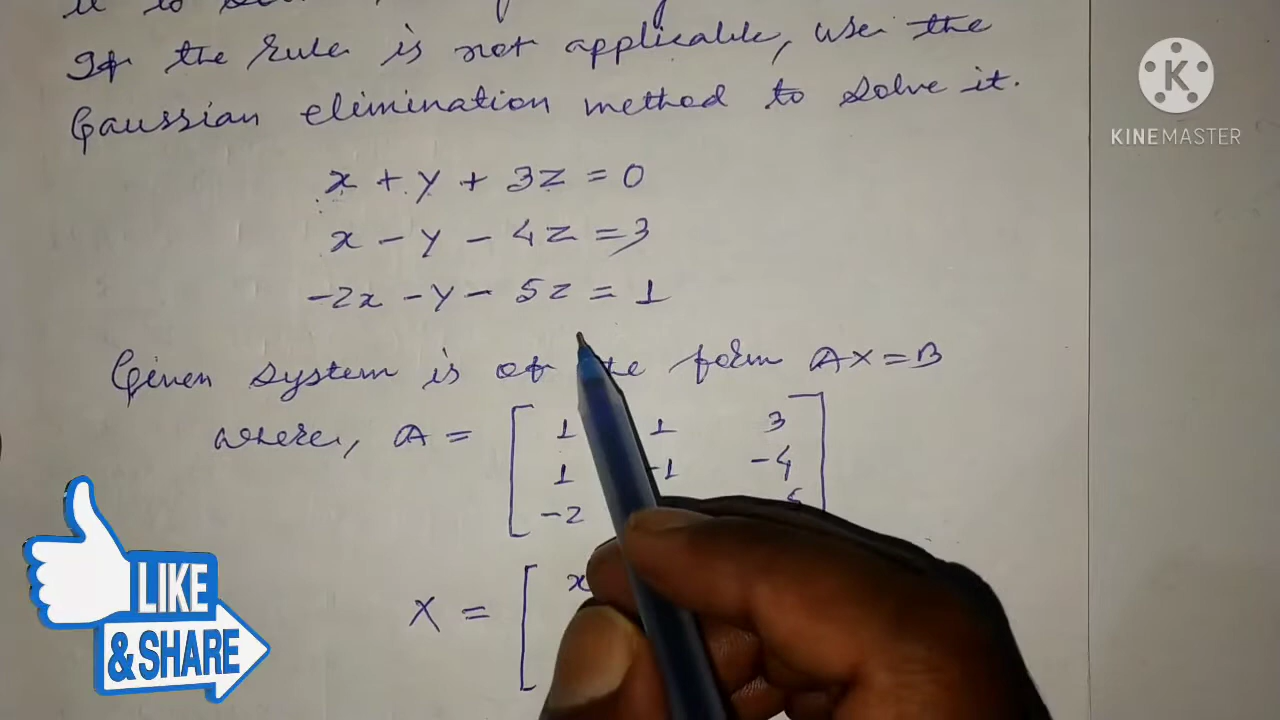 If the rule is not applicable, use the
Gaussian elimination method to solve it.
x + y + 3z = 0
x - y - 4z = 3
-2x - y - 5z = 1
Given system is of the form AX = B
where, A = [ 1 1 3
1 -1 -4
-2
X = [ x
K
KINEMASTER
LIKE
& SHARE